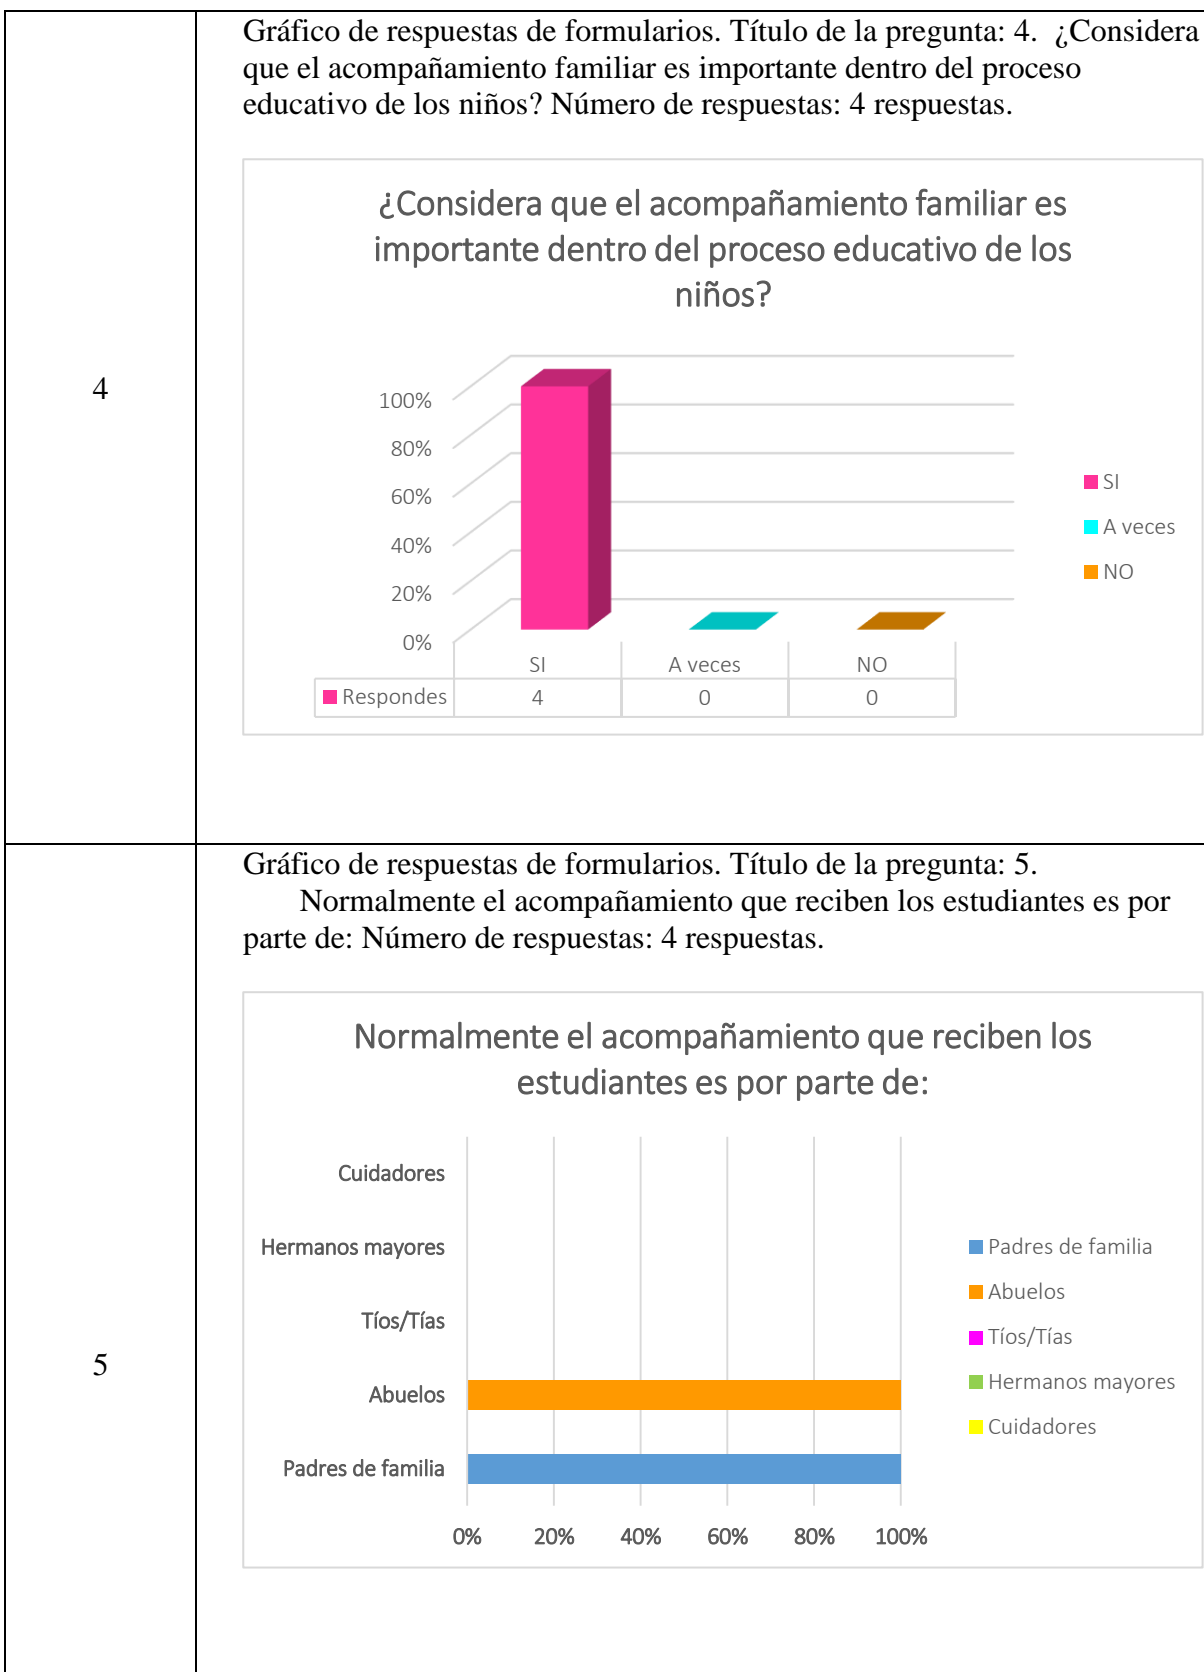 4
Gráfico de respuestas de formularios. Título de la pregunta: 4. ¿Considera
que el acompañamiento familiar es importante dentro del proceso
educativo de los niños? Número de respuestas: 4 respuestas.
¿Considera que el acompañamiento familiar es
importante dentro del proceso educativo de los
niños?
100%
80%
60%
40%
20%
0%
SI A veces NO
Respondes 4 0 0
SI
A veces
NO
5
Gráfico de respuestas de formularios. Título de la pregunta: 5.
Normalmente el acompañamiento que reciben los estudiantes es por
parte de: Número de respuestas: 4 respuestas.
Normalmente el acompañamiento que reciben los
estudiantes es por parte de:
Cuidadores
Hermanos mayores
Tíos/Tías
Abuelos
Padres de familia
0% 20% 40% 60% 80% 100%
Padres de familia
Abuelos
Tíos/Tías
Hermanos mayores
Cuidadores